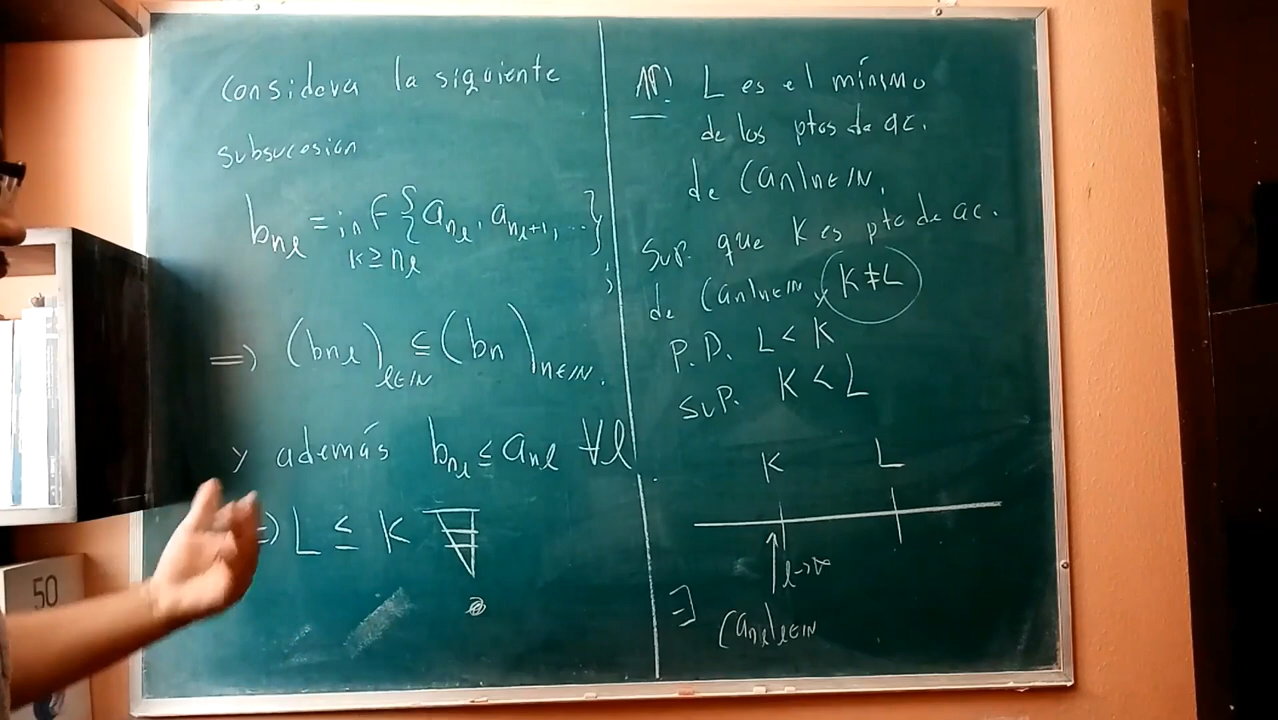 considera la siguiente
subsucesión
b_{n_ℓ} = inf_{k≥n_ℓ} {a_{n_ℓ}, a_{n_ℓ+1}, ...};
⇒ (b_{n_ℓ})_{ℓ∈ℕ} ⊆ (b_n)_{n∈ℕ}.
y además b_{n_ℓ} ≤ a_{n_ℓ} ∀ℓ
⇒) L ≤ K
L es el mínimo
de los ptos de ac.
de (a_n)_{n∈ℕ}.
Sup. que K es pto de ac.
de (a_n)_{n∈ℕ} y K≠L
P.D. L < K
SUP. K < L
K L
ℓ→∞
∃ (a_{n_ℓ})_{ℓ∈ℕ}
50